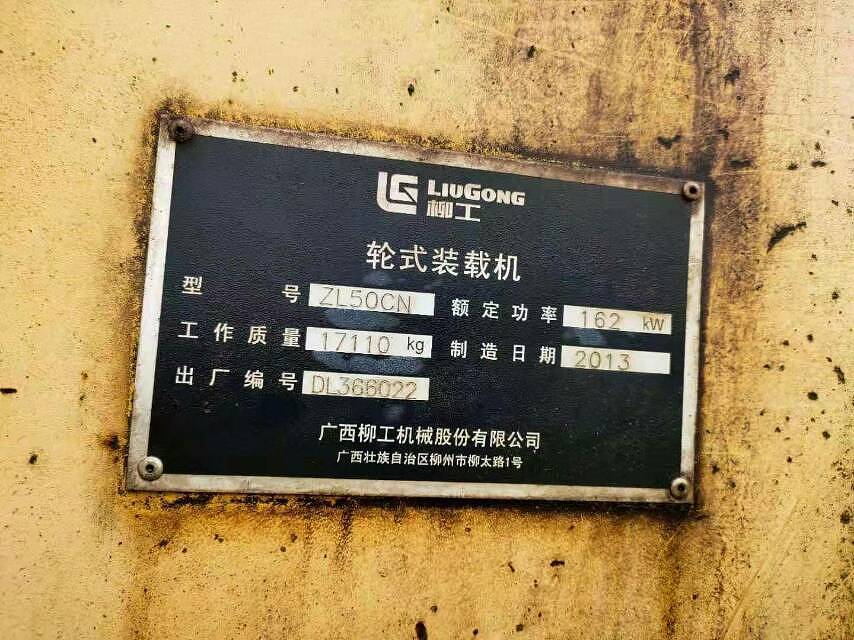 LG LIUGONG
柳工
轮式装载机
型 号 ZL50CN 额定功率 162 kW
工作质量 17110 kg 制造日期 2013
出厂编号 DL366022
广西柳工机械股份有限公司
广西壮族自治区柳州市柳太路1号